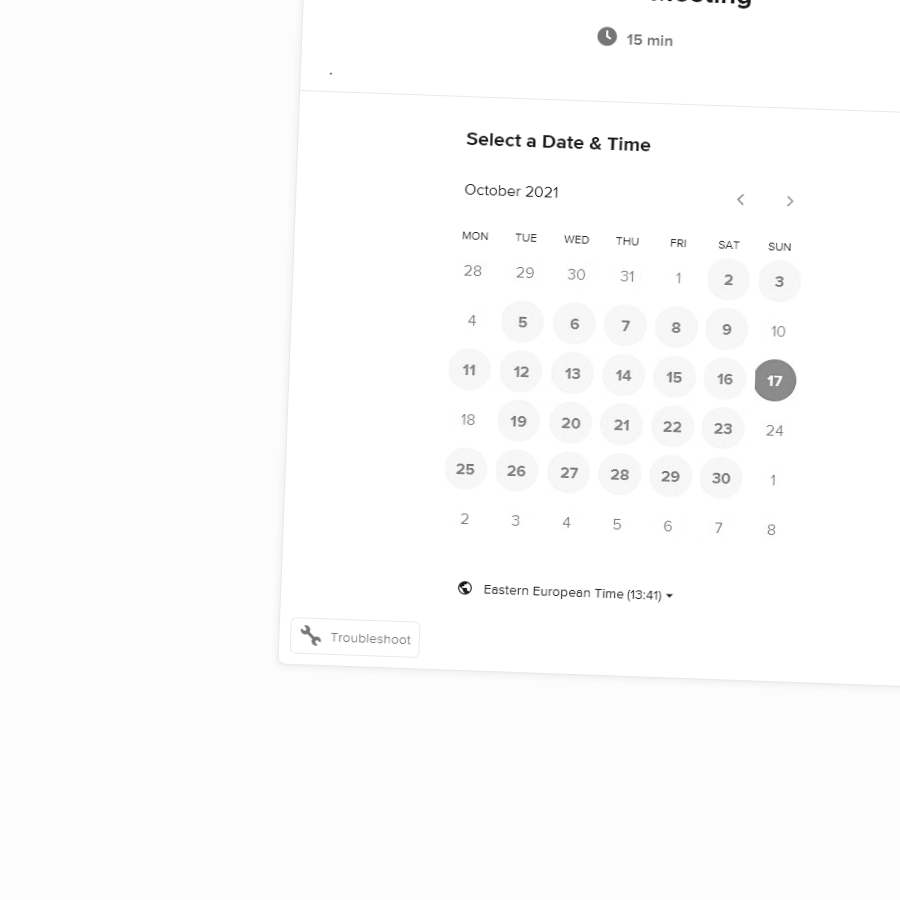 15 min
Select a Date & Time
October 2021
MON TUE WED THU FRI SAT SUN
28 29 30 31 1 2 3
4 5 6 7 8 9 10
11 12 13 14 15 16 17
18 19 20 21 22 23 24
25 26 27 28 29 30 1
2 3 4 5 6 7 8
Eastern European Time (13:41)
Troubleshoot